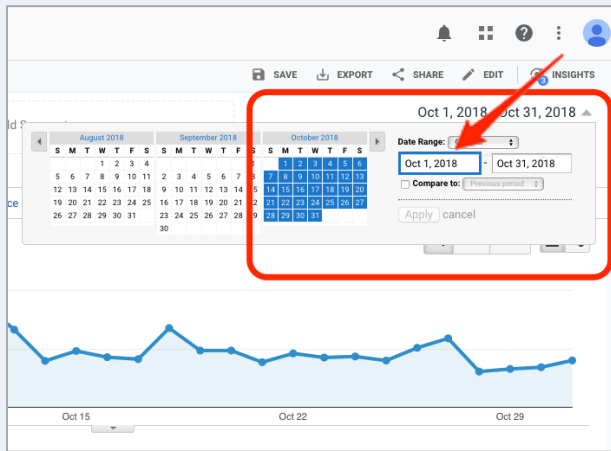 SAVE EXPORT SHARE EDIT INSIGHTS
3
Oct 1, 2018 - Oct 31, 2018
August 2018
S M T W T F S
1 2 3 4
5 6 7 8 9 10 11
12 13 14 15 16 17 18
19 20 21 22 23 24 25
26 27 28 29 30 31
September 2018
S M T W T F S
1
2 3 4 5 6 7 8
9 10 11 12 13 14 15
16 17 18 19 20 21 22
23 24 25 26 27 28 29
30
October 2018
S M T W T F S
1 2 3 4 5 6
7 8 9 10 11 12 13
14 15 16 17 18 19 20
21 22 23 24 25 26 27
28 29 30 31
Date Range:
Oct 1, 2018 - Oct 31, 2018
Compare to: Previous period
Apply cancel
Oct 15 Oct 22 Oct 29